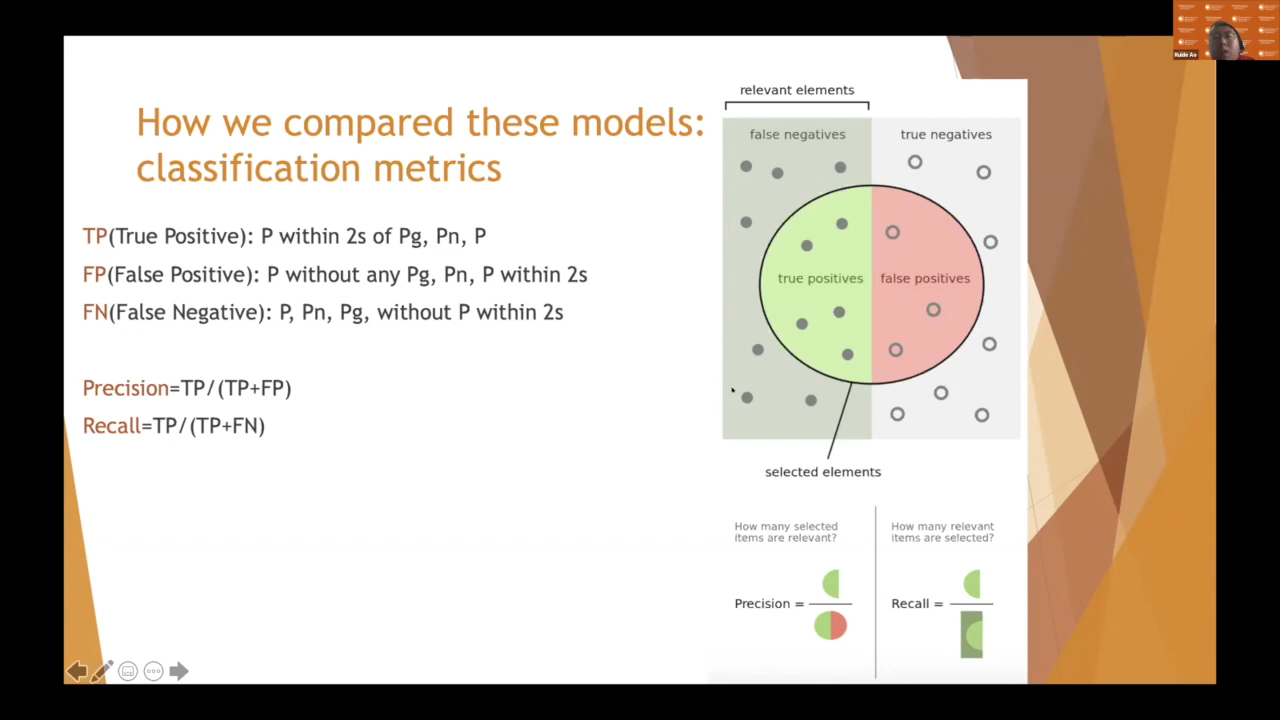 How we compared these models:
classification metrics
TP(True Positive): P within 2s of Pg, Pn, P
FP(False Positive): P without any Pg, Pn, P within 2s
FN(False Negative): P, Pn, Pg, without P within 2s
Precision=TP/(TP+FP)
Recall=TP/(TP+FN)
relevant elements
false negatives
true negatives
true positives
false positives
selected elements
How many selected
items are relevant?
How many relevant
items are selected?
Precision =
Recall =
Ruide Ao